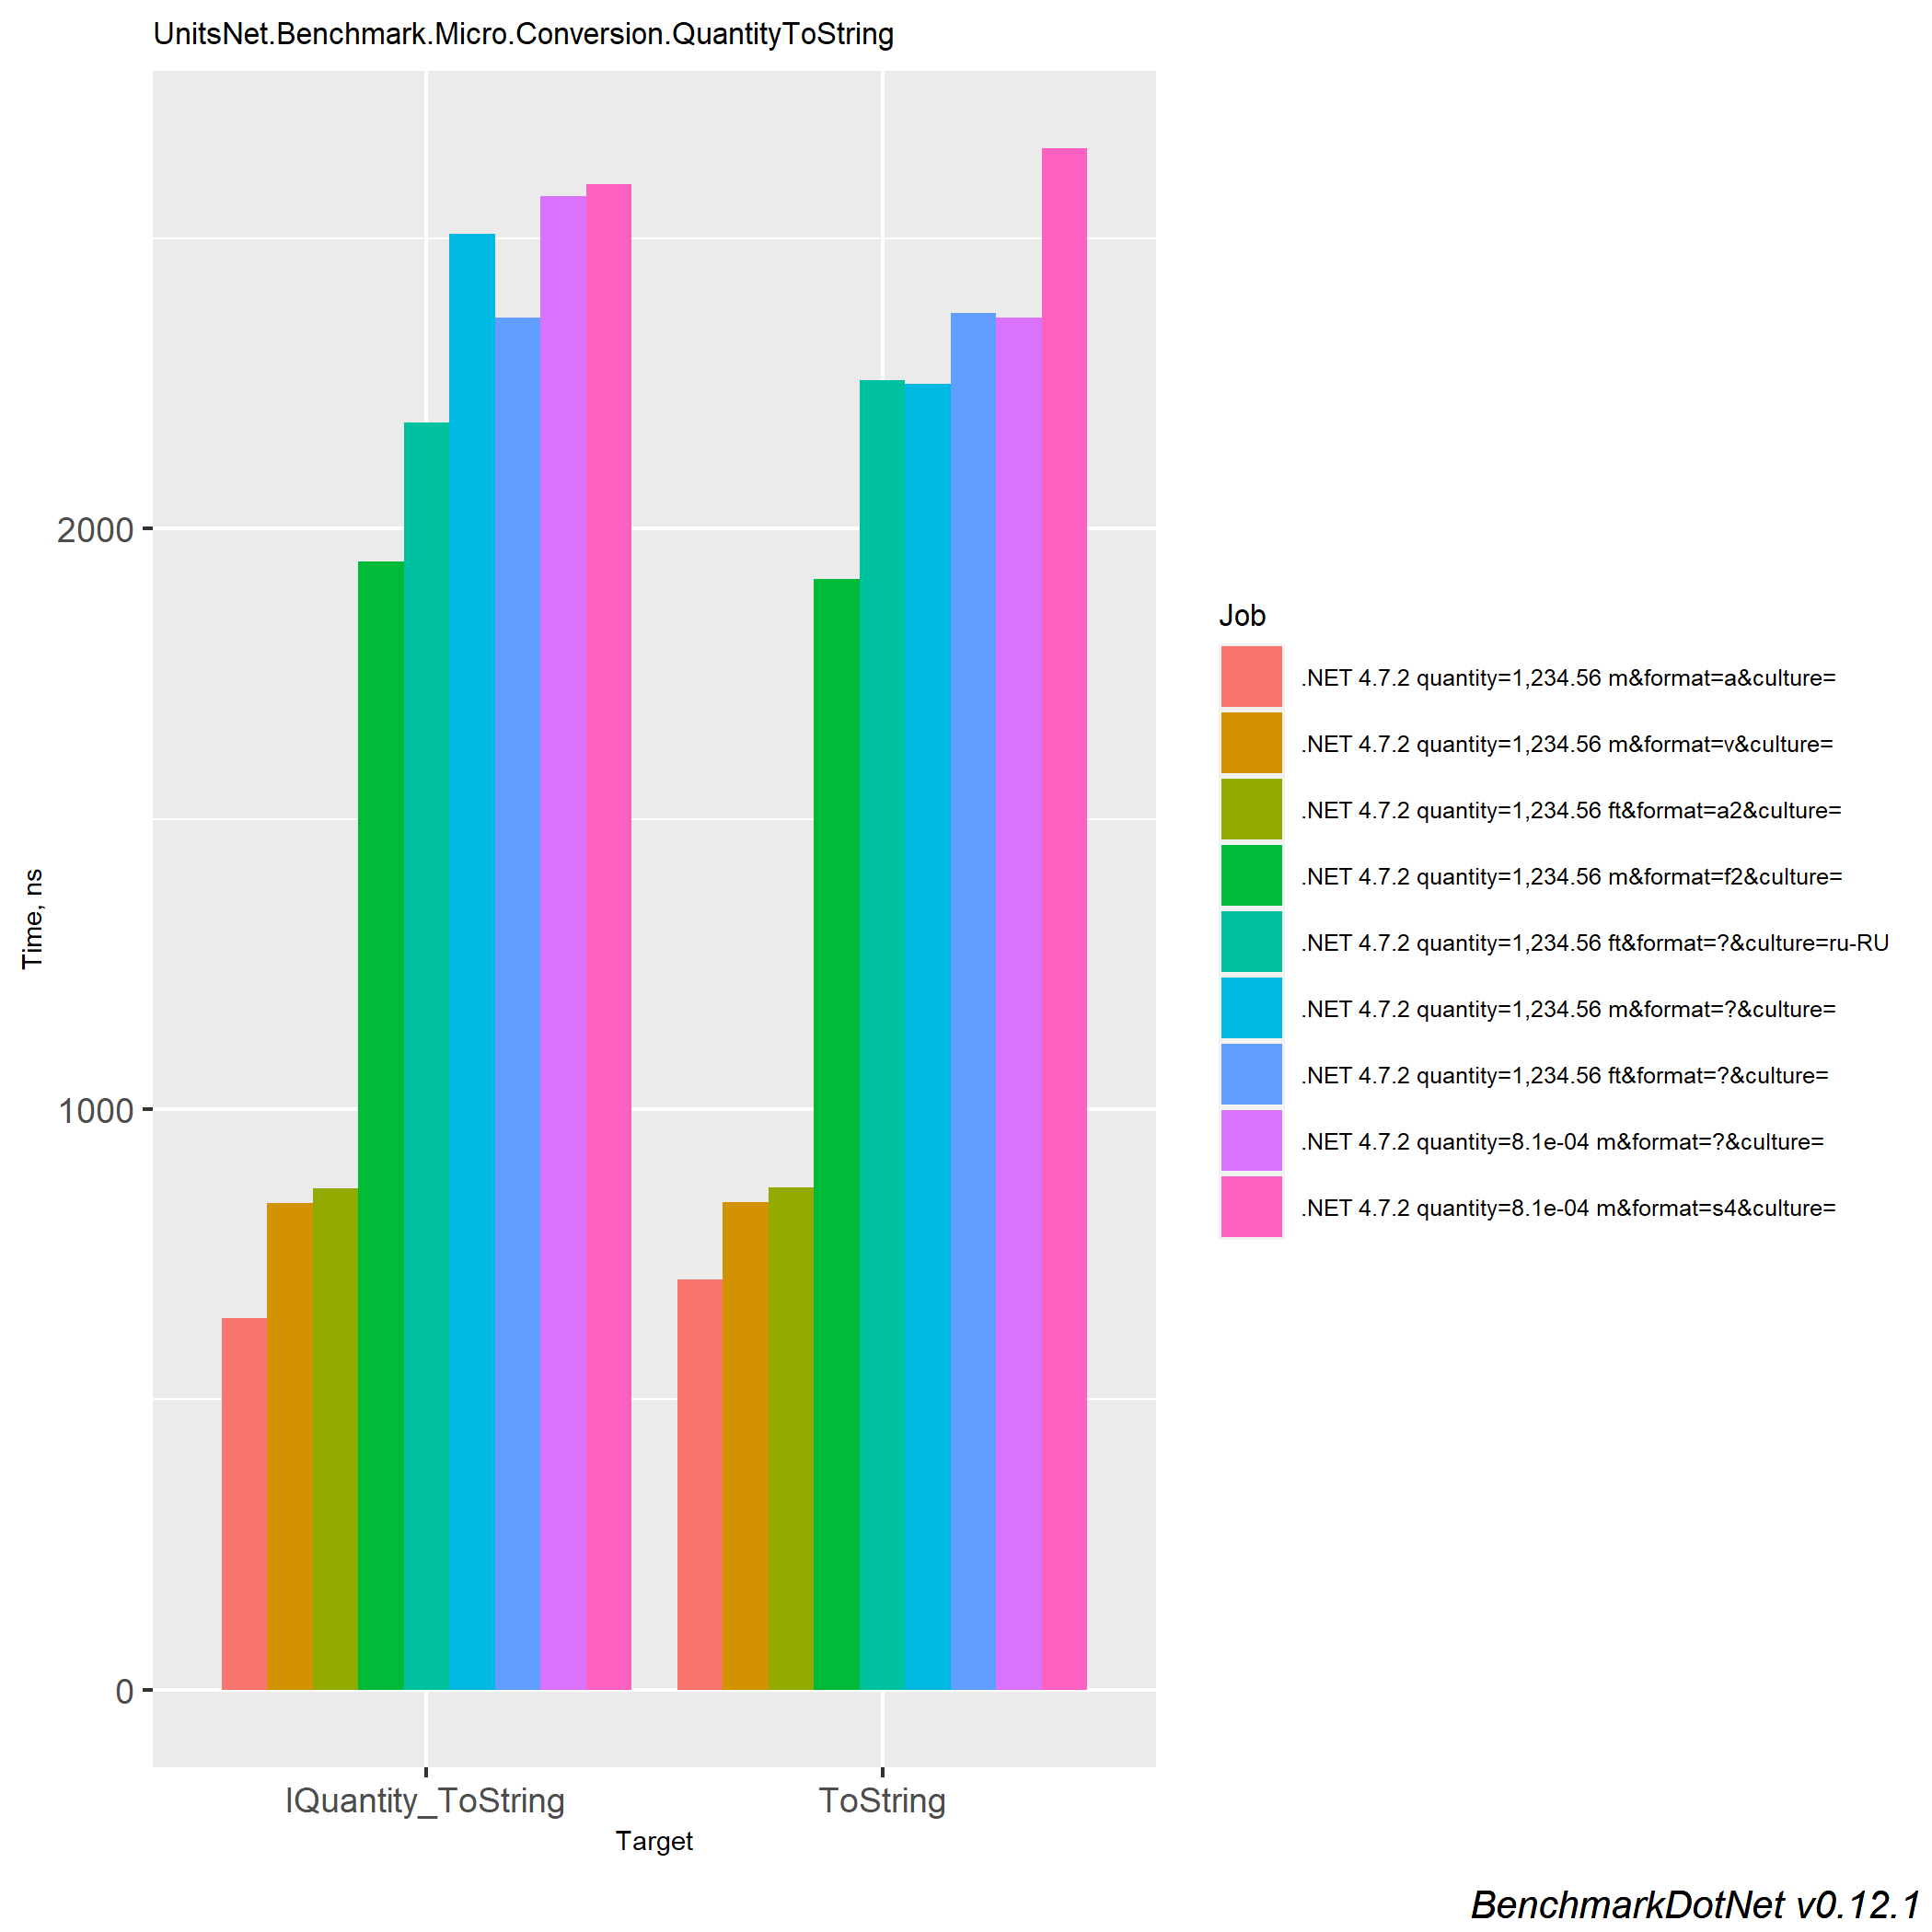 UnitsNet.Benchmark.Micro.Conversion.QuantityToString
2000
1000
0
Time, ns
IQuantity_ToString
ToString
Target
Job
.NET 4.7.2 quantity=1,234.56 m&format=a&culture=
.NET 4.7.2 quantity=1,234.56 m&format=v&culture=
.NET 4.7.2 quantity=1,234.56 ft&format=a2&culture=
.NET 4.7.2 quantity=1,234.56 m&format=f2&culture=
.NET 4.7.2 quantity=1,234.56 ft&format=?&culture=ru-RU
.NET 4.7.2 quantity=1,234.56 m&format=?&culture=
.NET 4.7.2 quantity=1,234.56 ft&format=?&culture=
.NET 4.7.2 quantity=8.1e-04 m&format=?&culture=
.NET 4.7.2 quantity=8.1e-04 m&format=s4&culture=
BenchmarkDotNet v0.12.1